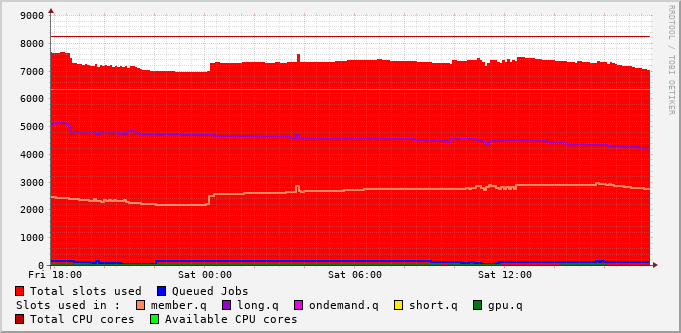 RRDTOOL / TOBI OETIKER
9000
8000
7000
6000
5000
4000
3000
2000
1000
0
Fri 18:00 Sat 00:00 Sat 06:00 Sat 12:00
Total slots used Queued Jobs
Slots used in : member.q long.q ondemand.q short.q gpu.q
Total CPU cores Available CPU cores